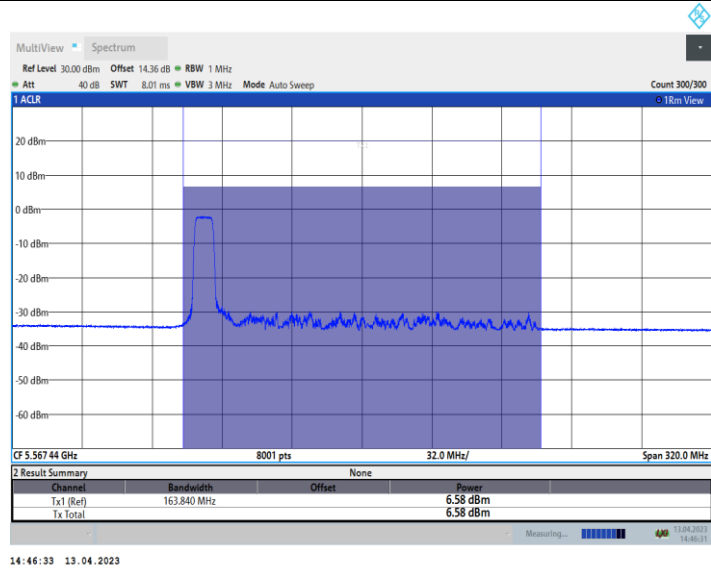 R&S
MultiView Spectrum
Ref Level 30.00 dBm Offset 14.36 dB RBW 1 MHz
Att 40 dB SWT 8.01 ms VBW 3 MHz Mode Auto Sweep Count 300/300
1 ACLR 1Rm View
20 dBm
10 dBm
0 dBm
-10 dBm
-20 dBm
-30 dBm
-40 dBm
-50 dBm
-60 dBm
CF 5.56744 GHz 8001 pts 32.0 MHz/ Span 320.0 MHz
2 Result Summary None
Channel Bandwidth Offset Power
Tx1 (Ref) 163.840 MHz 6.58 dBm
Tx Total 6.58 dBm
Measuring... 13.04.2023
14:46:31
14:46:33 13.04.2023